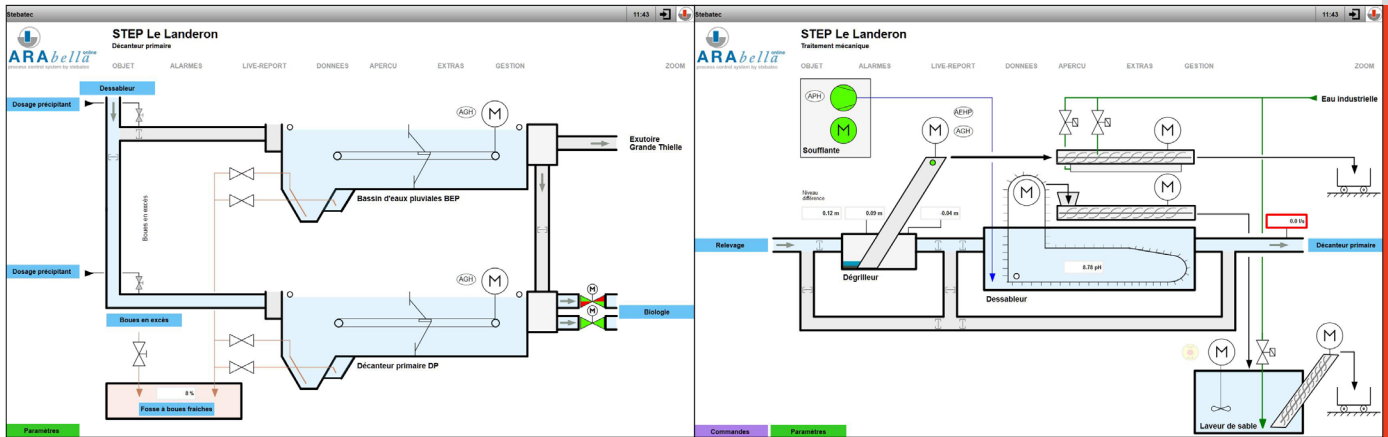 Stebatec
11:43
ARAbella online
process control system by stebatec
STEP Le Landeron
Décanteur primaire
OBJET ALARMES LIVE-REPORT DONNEES APERCU EXTRAS GESTION ZOOM
Dessableur
Dosage précipitant
AGH M
Exutoire
Grande Thielle
Bassin d'eaux pluviales BEP
Boues en excès
Dosage précipitant
AGH M
M
M
Biologie
Boues en excès
Décanteur primaire DP
0 %
Fosse à boues fraîches
Paramètres
Stebatec
11:43
ARAbella online
process control system by stebatec
STEP Le Landeron
Traitement mécanique
OBJET ALARMES LIVE-REPORT DONNEES APERCU EXTRAS GESTION ZOOM
APH
M
Soufflante
AEHP
M AGH
Eau industrielle
M
M
M
Niveau
différence
0.12 m 0.09 m -0.04 m
0.0 l/s
Relevage
Décanteur primaire
8.78 pH
Dégrilleur
Dessableur
M
M
Laveur de sable
Commandes
Paramètres